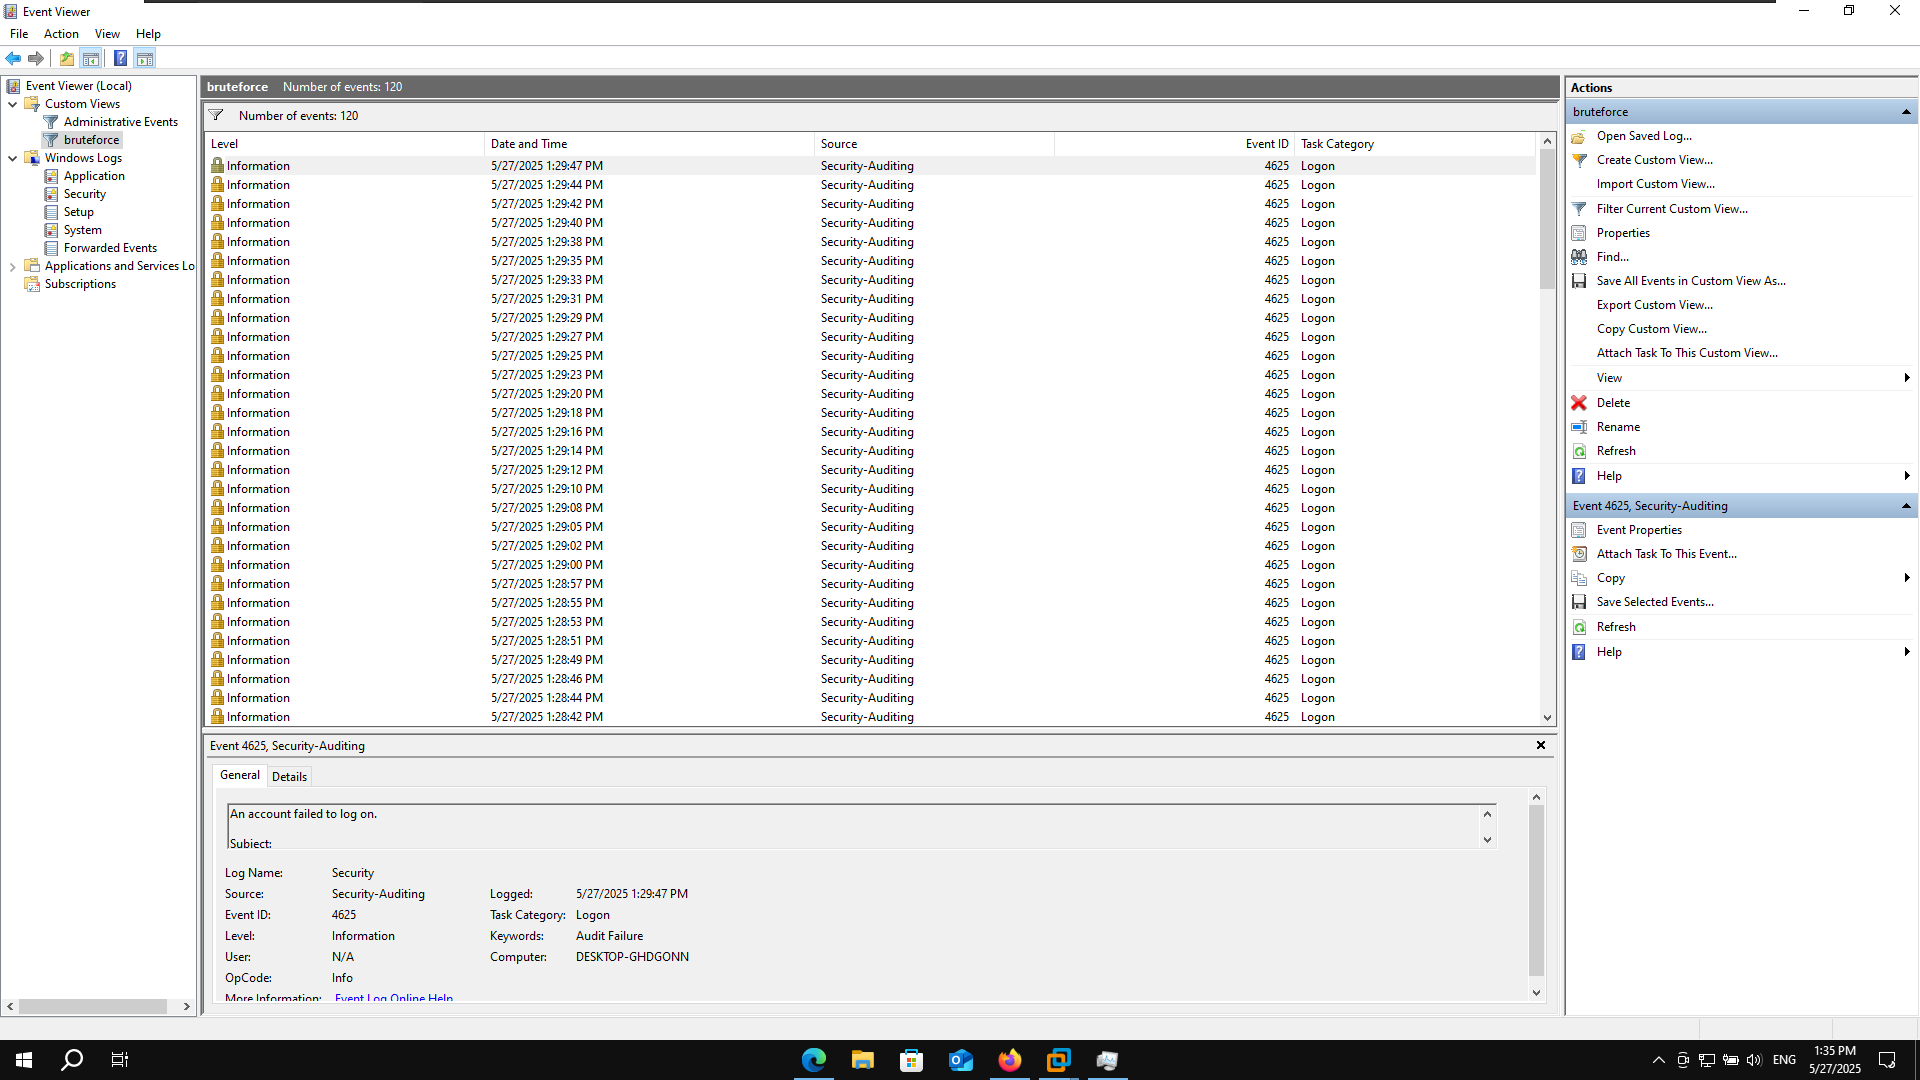 Event Viewer
File Action View Help
Event Viewer (Local)
Custom Views
Administrative Events
bruteforce
Windows Logs
Application
Security
Setup
System
Forwarded Events
Applications and Services Lo
Subscriptions
bruteforce Number of events: 120
Number of events: 120
Level Date and Time Source Event ID Task Category
Information 5/27/2025 1:29:47 PM Security-Auditing 4625 Logon
Information 5/27/2025 1:29:44 PM Security-Auditing 4625 Logon
Information 5/27/2025 1:29:42 PM Security-Auditing 4625 Logon
Information 5/27/2025 1:29:40 PM Security-Auditing 4625 Logon
Information 5/27/2025 1:29:38 PM Security-Auditing 4625 Logon
Information 5/27/2025 1:29:35 PM Security-Auditing 4625 Logon
Information 5/27/2025 1:29:33 PM Security-Auditing 4625 Logon
Information 5/27/2025 1:29:31 PM Security-Auditing 4625 Logon
Information 5/27/2025 1:29:29 PM Security-Auditing 4625 Logon
Information 5/27/2025 1:29:27 PM Security-Auditing 4625 Logon
Information 5/27/2025 1:29:25 PM Security-Auditing 4625 Logon
Information 5/27/2025 1:29:23 PM Security-Auditing 4625 Logon
Information 5/27/2025 1:29:20 PM Security-Auditing 4625 Logon
Information 5/27/2025 1:29:18 PM Security-Auditing 4625 Logon
Information 5/27/2025 1:29:16 PM Security-Auditing 4625 Logon
Information 5/27/2025 1:29:14 PM Security-Auditing 4625 Logon
Information 5/27/2025 1:29:12 PM Security-Auditing 4625 Logon
Information 5/27/2025 1:29:10 PM Security-Auditing 4625 Logon
Information 5/27/2025 1:29:08 PM Security-Auditing 4625 Logon
Information 5/27/2025 1:29:05 PM Security-Auditing 4625 Logon
Information 5/27/2025 1:29:02 PM Security-Auditing 4625 Logon
Information 5/27/2025 1:29:00 PM Security-Auditing 4625 Logon
Information 5/27/2025 1:28:57 PM Security-Auditing 4625 Logon
Information 5/27/2025 1:28:55 PM Security-Auditing 4625 Logon
Information 5/27/2025 1:28:53 PM Security-Auditing 4625 Logon
Information 5/27/2025 1:28:51 PM Security-Auditing 4625 Logon
Information 5/27/2025 1:28:49 PM Security-Auditing 4625 Logon
Information 5/27/2025 1:28:46 PM Security-Auditing 4625 Logon
Information 5/27/2025 1:28:44 PM Security-Auditing 4625 Logon
Information 5/27/2025 1:28:42 PM Security-Auditing 4625 Logon
Event 4625, Security-Auditing
General Details
An account failed to log on.
Subject:
Log Name: Security
Source: Security-Auditing Logged: 5/27/2025 1:29:47 PM
Event ID: 4625 Task Category: Logon
Level: Information Keywords: Audit Failure
User: N/A Computer: DESKTOP-GHDGONN
OpCode: Info
More Information: Event Log Online Help
Actions
bruteforce
Open Saved Log...
Create Custom View...
Import Custom View...
Filter Current Custom View...
Properties
Find...
Save All Events in Custom View As...
Export Custom View...
Copy Custom View...
Attach Task To This Custom View...
View
Delete
Rename
Refresh
Help
Event 4625, Security-Auditing
Event Properties
Attach Task To This Event...
Copy
Save Selected Events...
Refresh
Help
ENG
1:35 PM
5/27/2025